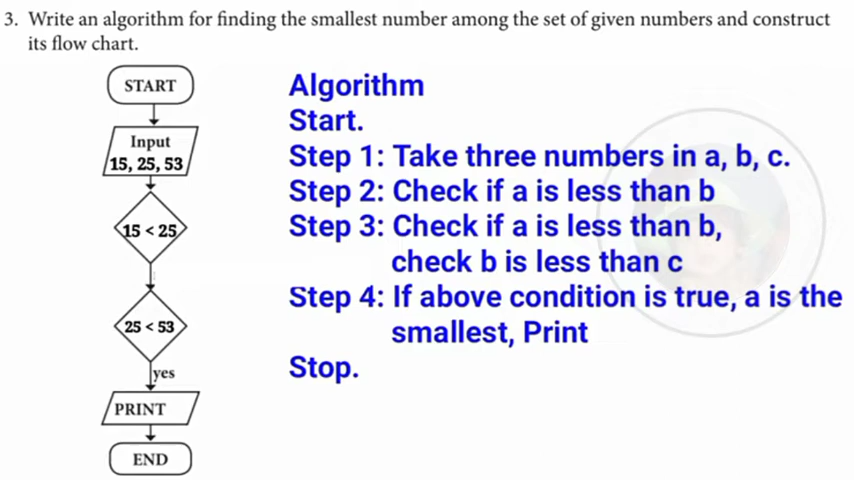 3. Write an algorithm for finding the smallest number among the set of given numbers and construct
its flow chart.
START
Input
15, 25, 53
15 < 25
25 < 53
yes
PRINT
END
Algorithm
Start.
Step 1: Take three numbers in a, b, c.
Step 2: Check if a is less than b
Step 3: Check if a is less than b,
check b is less than c
Step 4: If above condition is true, a is the
smallest, Print
Stop.